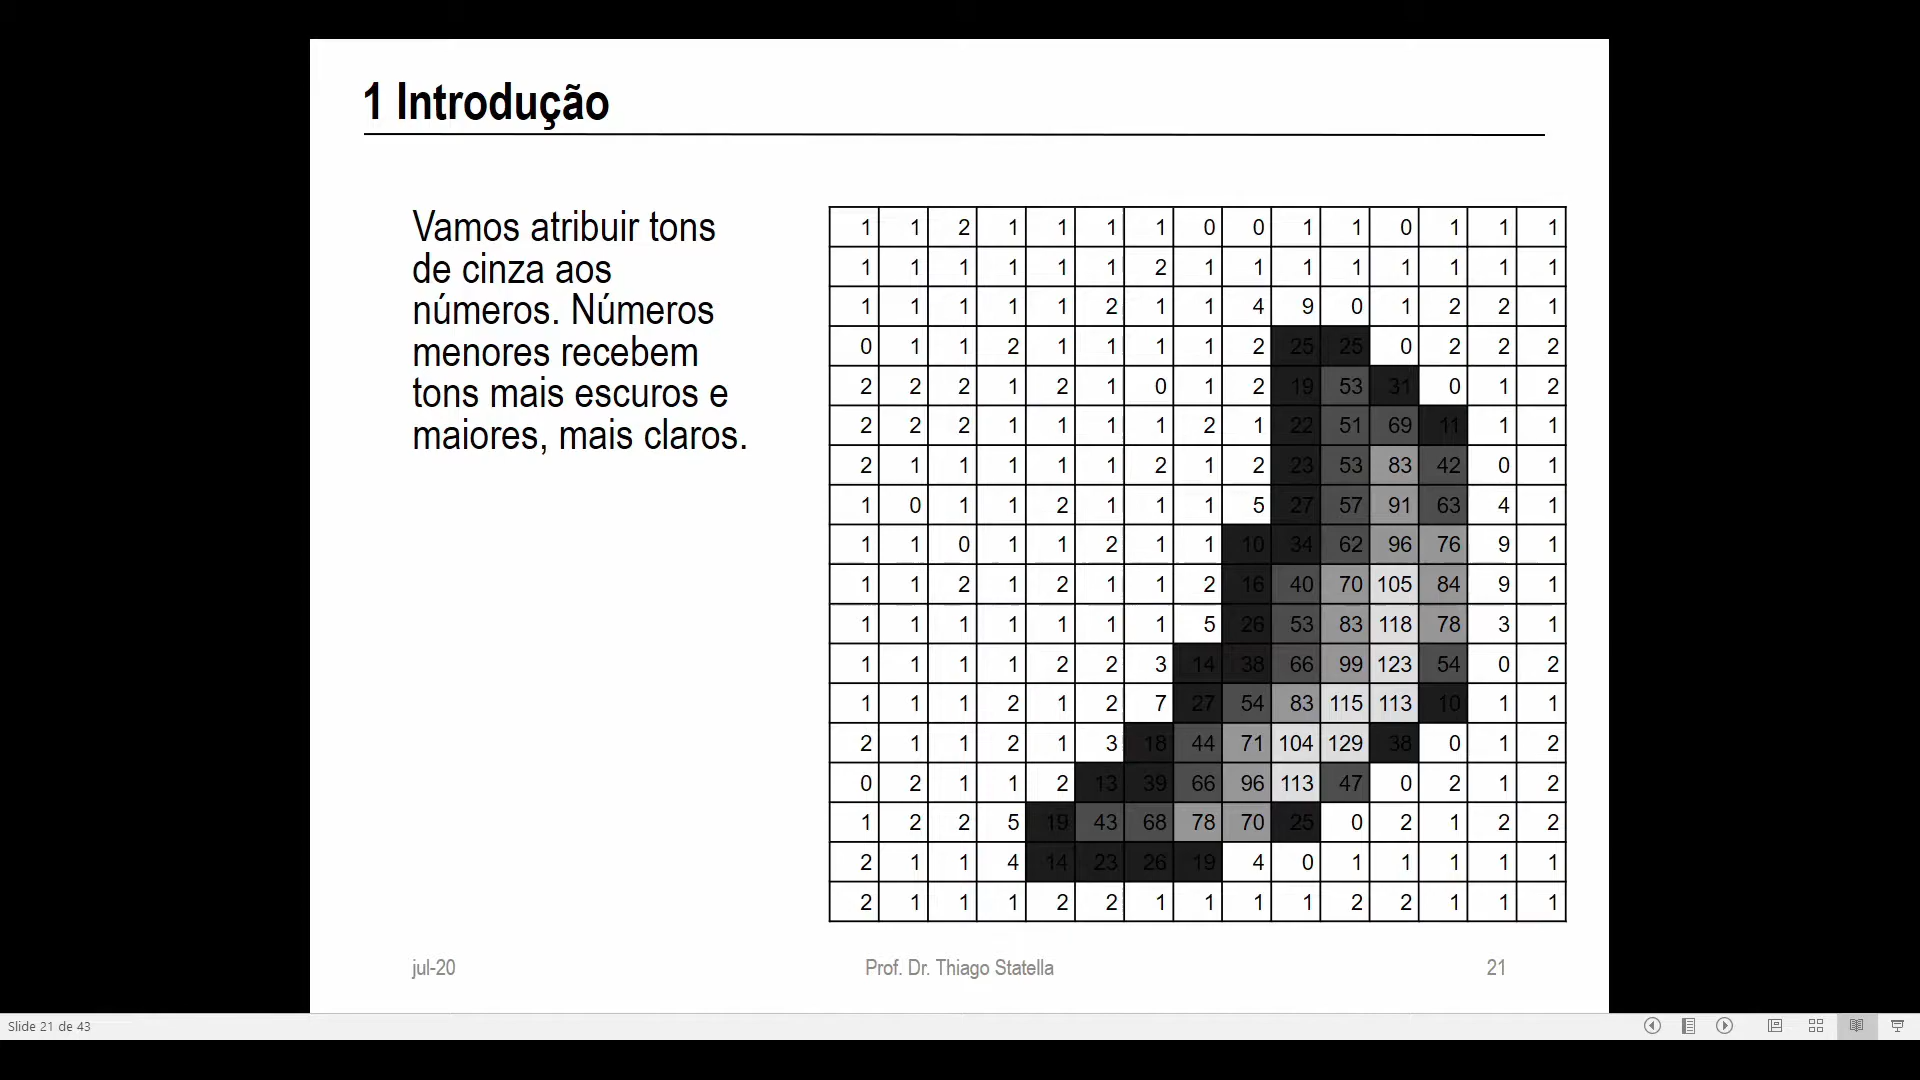 1 Introdução
Vamos atribuir tons
de cinza aos
números. Números
menores recebem
tons mais escuros e
maiores, mais claros.
1 1 2 1 1 1 1 0 0 1 1 0 1 1 1
1 1 1 1 1 1 2 1 1 1 1 1 1 1 1
1 1 1 1 1 2 1 1 4 9 0 1 2 2 1
0 1 1 2 1 1 1 1 2 25 25 0 2 2 2
2 2 2 1 2 1 0 1 2 19 53 31 0 1 2
2 2 2 1 1 1 1 2 1 22 51 69 11 1 1
2 1 1 1 1 1 2 1 2 23 53 83 42 0 1
1 0 1 1 2 1 1 1 5 27 57 91 63 4 1
1 1 0 1 1 2 1 1 10 34 62 96 76 9 1
1 1 2 1 2 1 1 2 16 40 70 105 84 9 1
1 1 1 1 1 1 1 5 26 53 83 118 78 3 1
1 1 1 1 2 2 3 14 38 66 99 123 54 0 2
1 1 1 2 1 2 7 27 54 83 115 113 10 1 1
2 1 1 2 1 3 18 44 71 104 129 38 0 1 2
0 2 1 1 2 13 39 66 96 113 47 0 2 1 2
1 2 2 5 19 43 68 78 70 25 0 2 1 2 2
2 1 1 4 14 23 26 19 4 0 1 1 1 1 1
2 1 1 1 2 2 1 1 1 1 2 2 1 1 1
jul-20 Prof. Dr. Thiago Statella 21
Slide 21 de 43